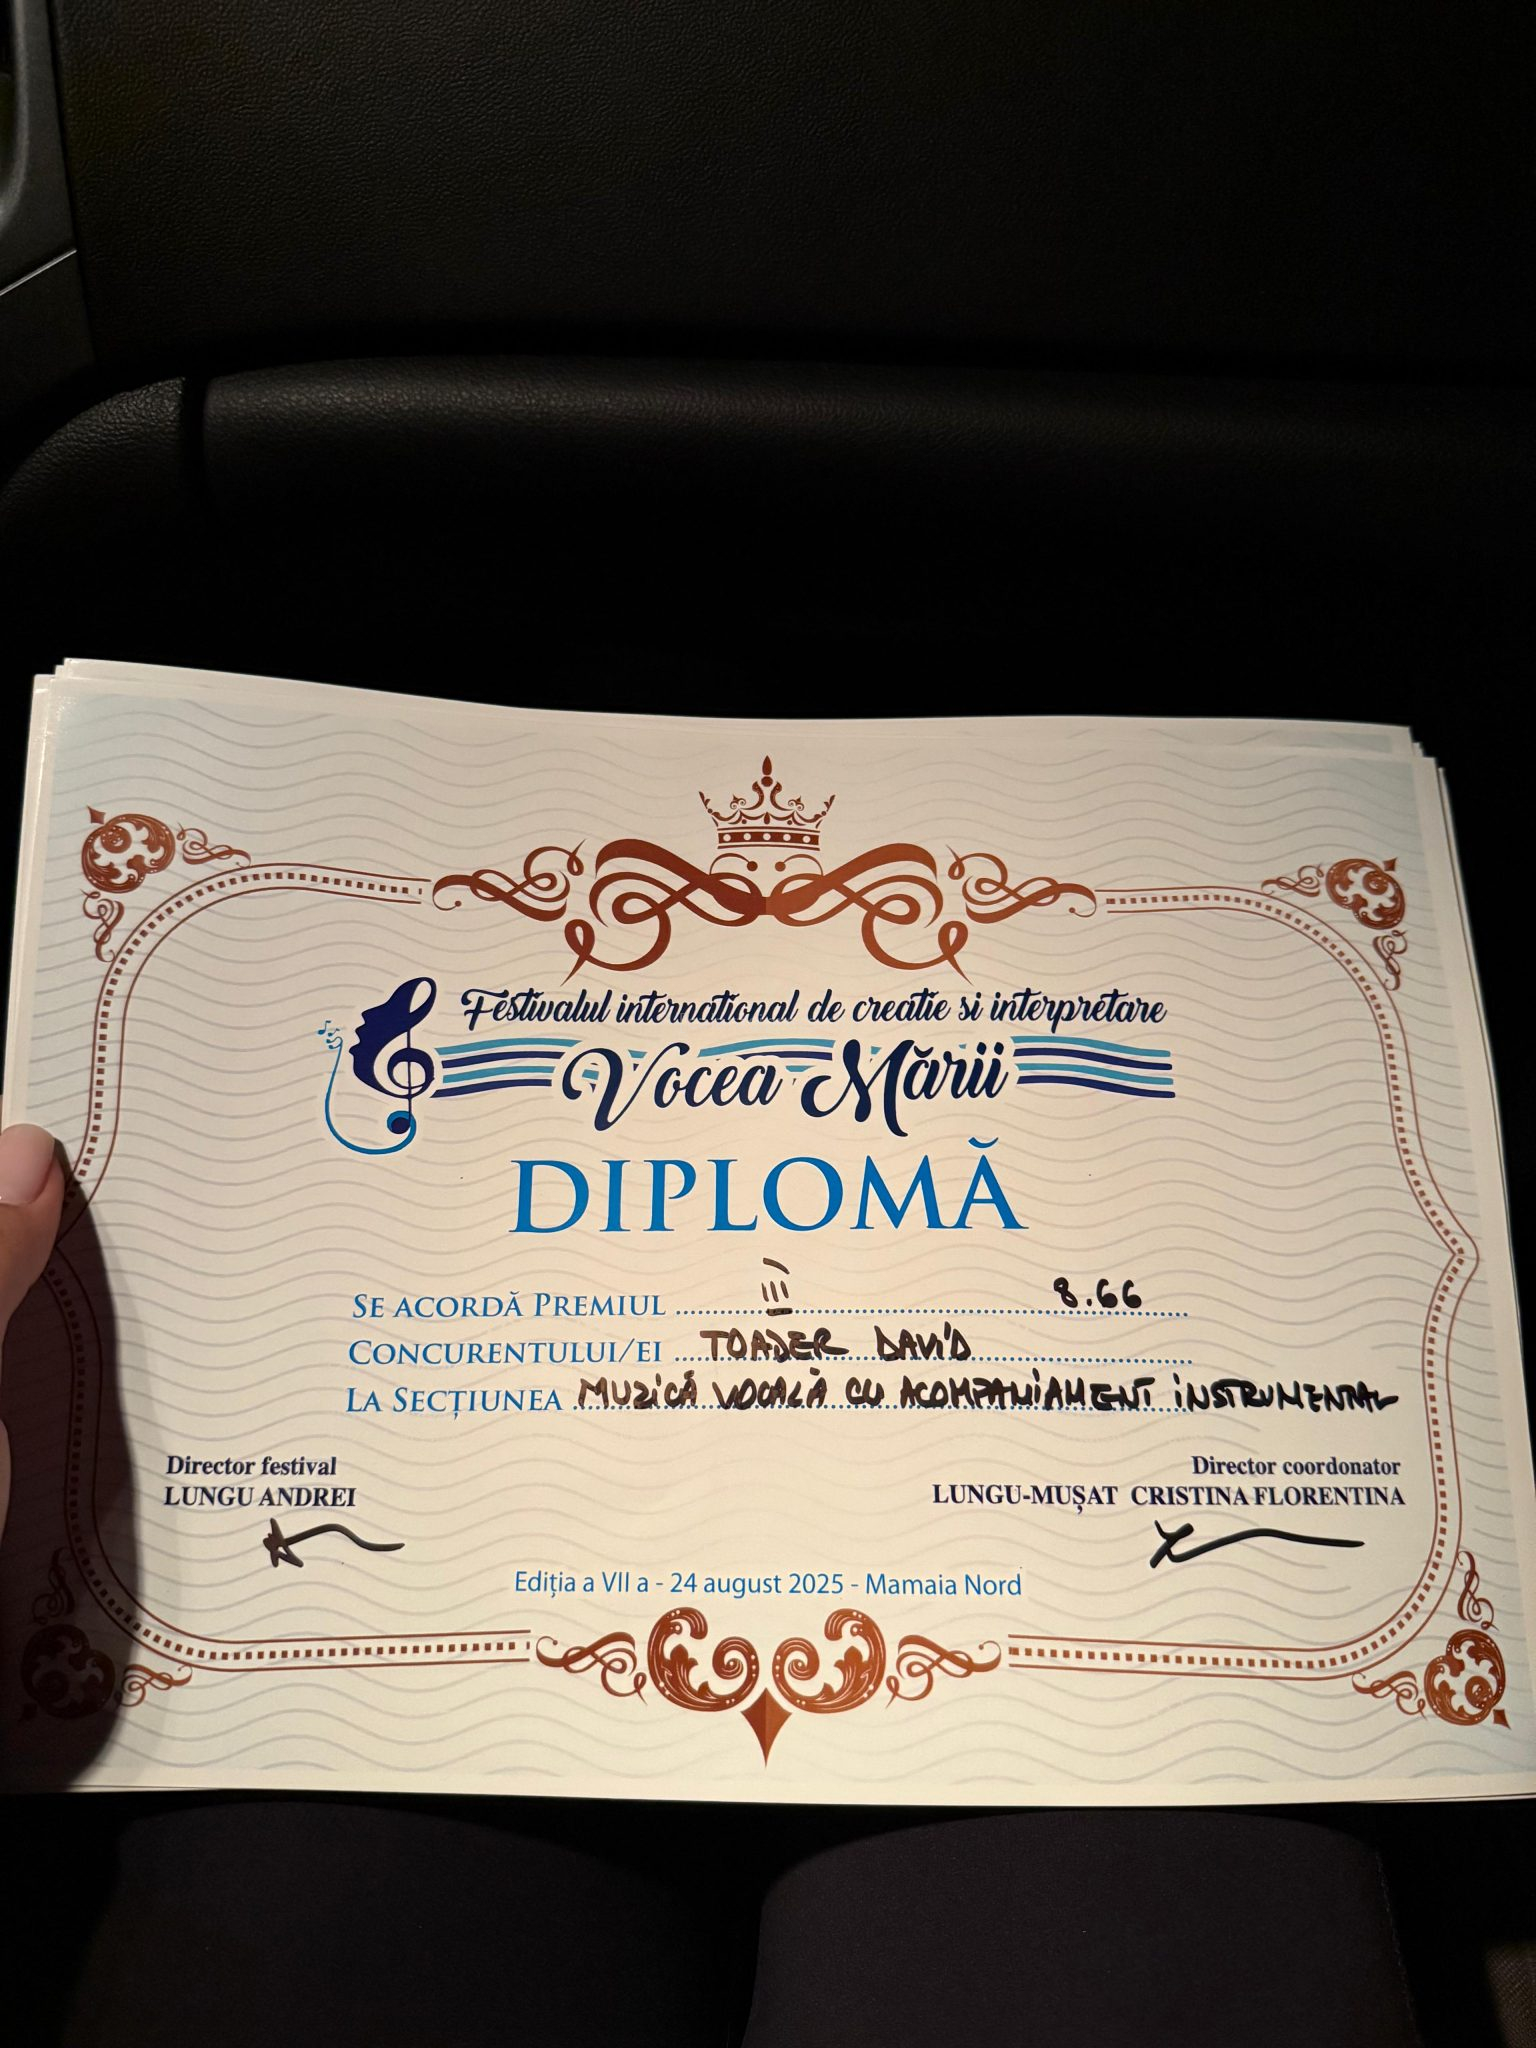 Festivalul international de creatie si interpretare
Vocea Mării
DIPLOMĂ
SE ACORDĂ PREMIUL III 8.66
CONCURENTULUI/EI TOADER DAVID
LA SECȚIUNEA MUZICĂ VOCALĂ CU ACOMPANIAMENT INSTRUMENTAL
Director festival
LUNGU ANDREI
Director coordonator
LUNGU-MUȘAT CRISTINA FLORENTINA
Ediția a VII a - 24 august 2025 - Mamaia Nord